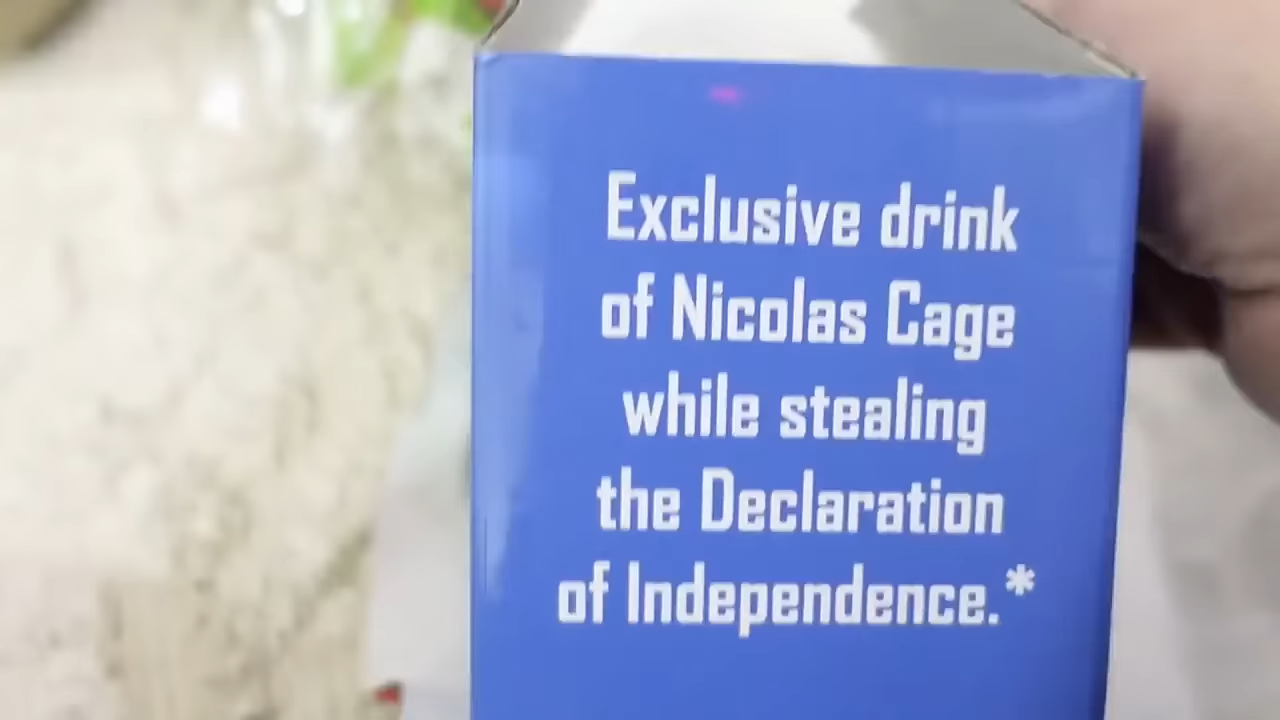 Exclusive drink
of Nicolas Cage
while stealing
the Declaration
of Independence.*